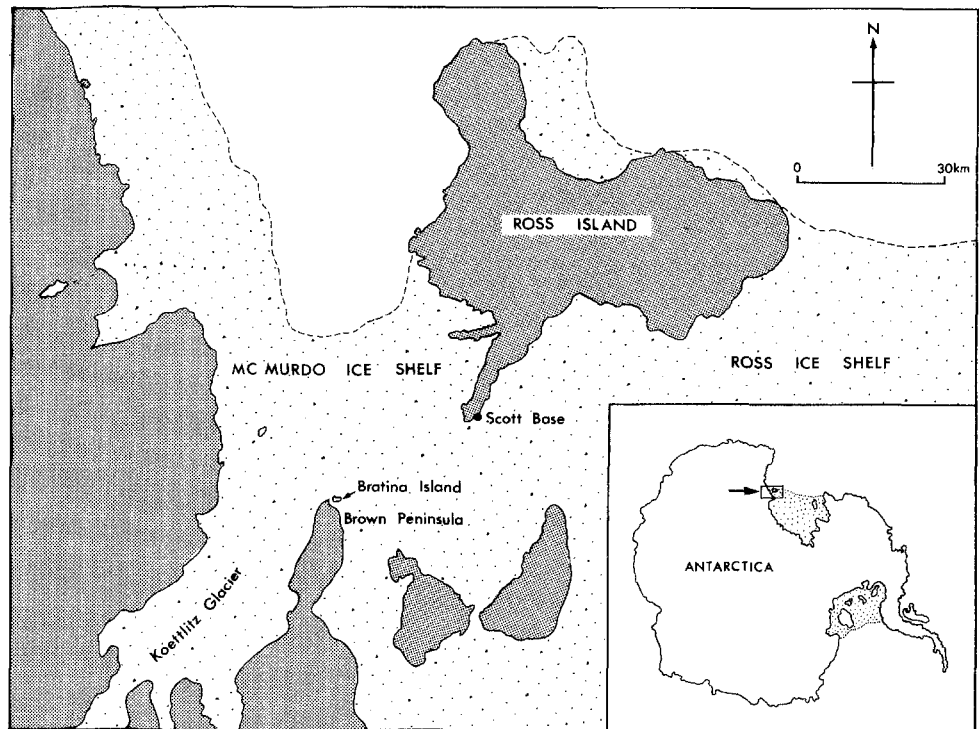 N
0 30km
ROSS ISLAND
MC MURDO ICE SHELF
ROSS ICE SHELF
Scott Base
Bratina Island
Brown Peninsula
Koettlitz Glacier
ANTARCTICA